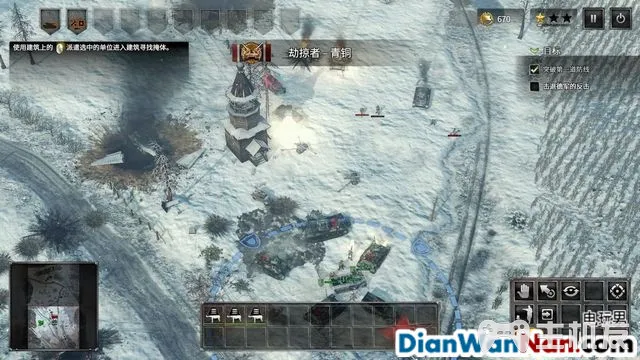 670
使用建筑上的 派遣选中的单位进入建筑寻找掩体。
劫掠者 - 青铜
目标
突破第一道防线
击退德军的反击
电玩男
DianWanNan.com